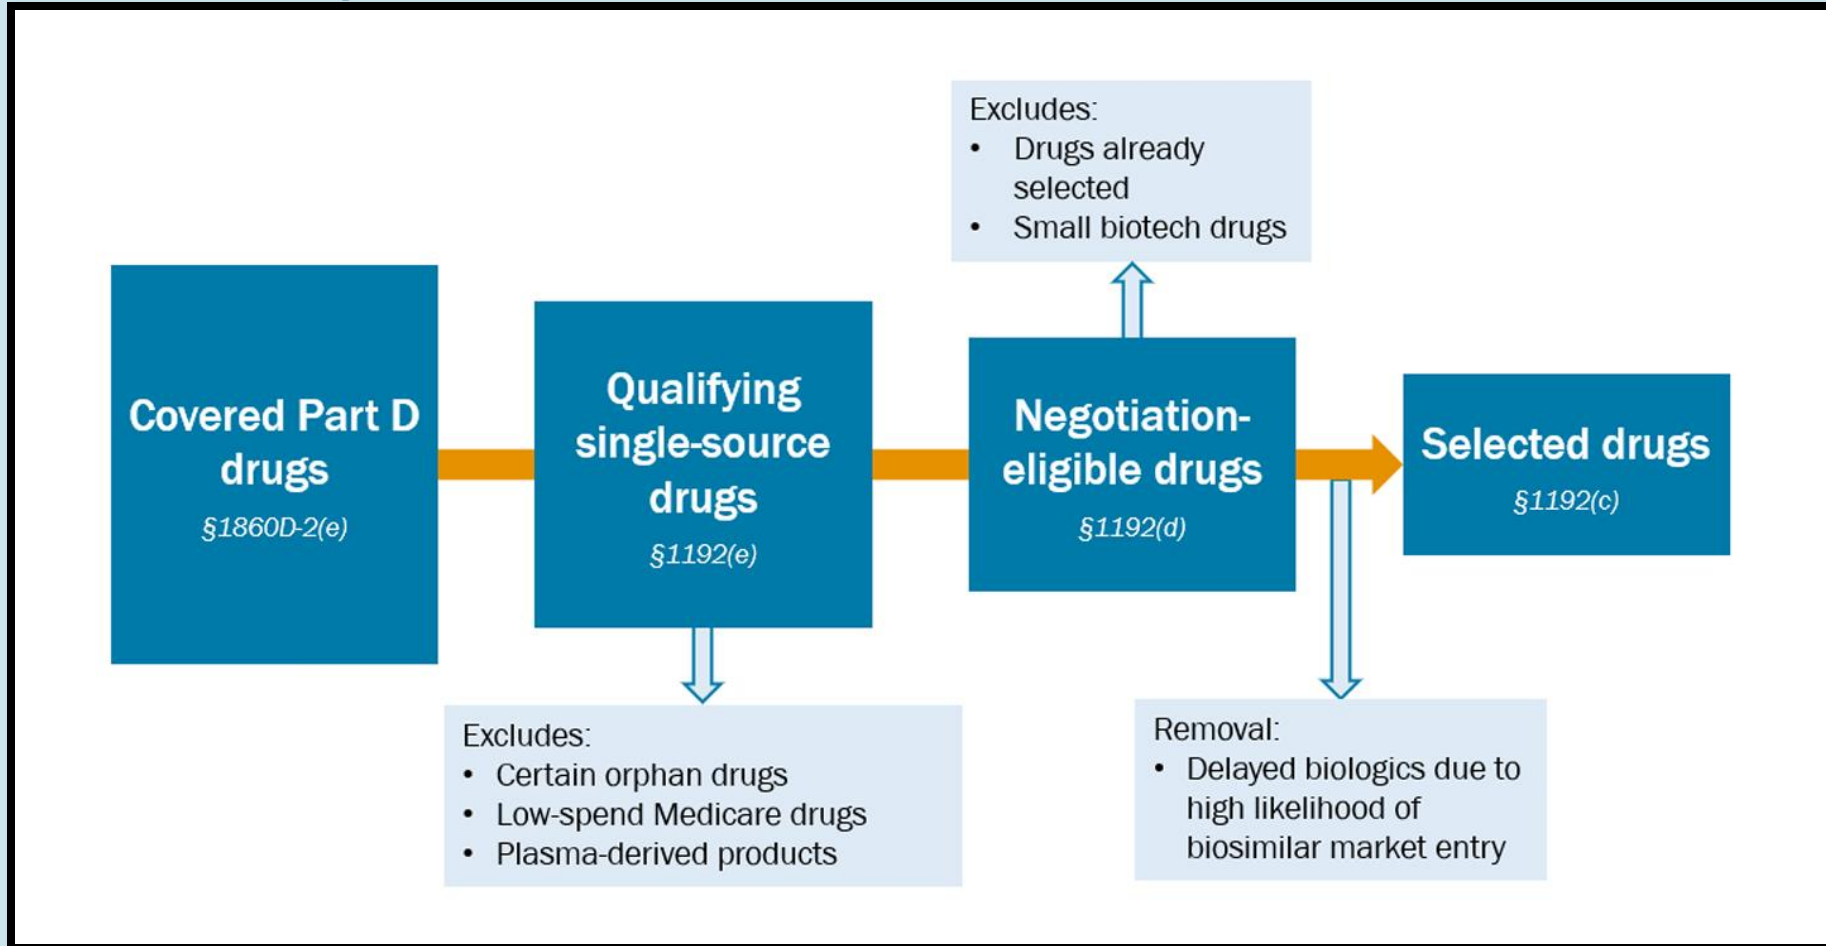 Excludes:
• Drugs already
selected
• Small biotech drugs
Covered Part D
drugs
§1860D-2(e)
Qualifying
single-source
drugs
§1192(e)
Negotiation-
eligible drugs
§1192(d)
Selected drugs
§1192(c)
Excludes:
• Certain orphan drugs
• Low-spend Medicare drugs
• Plasma-derived products
Removal:
• Delayed biologics due to
high likelihood of
biosimilar market entry